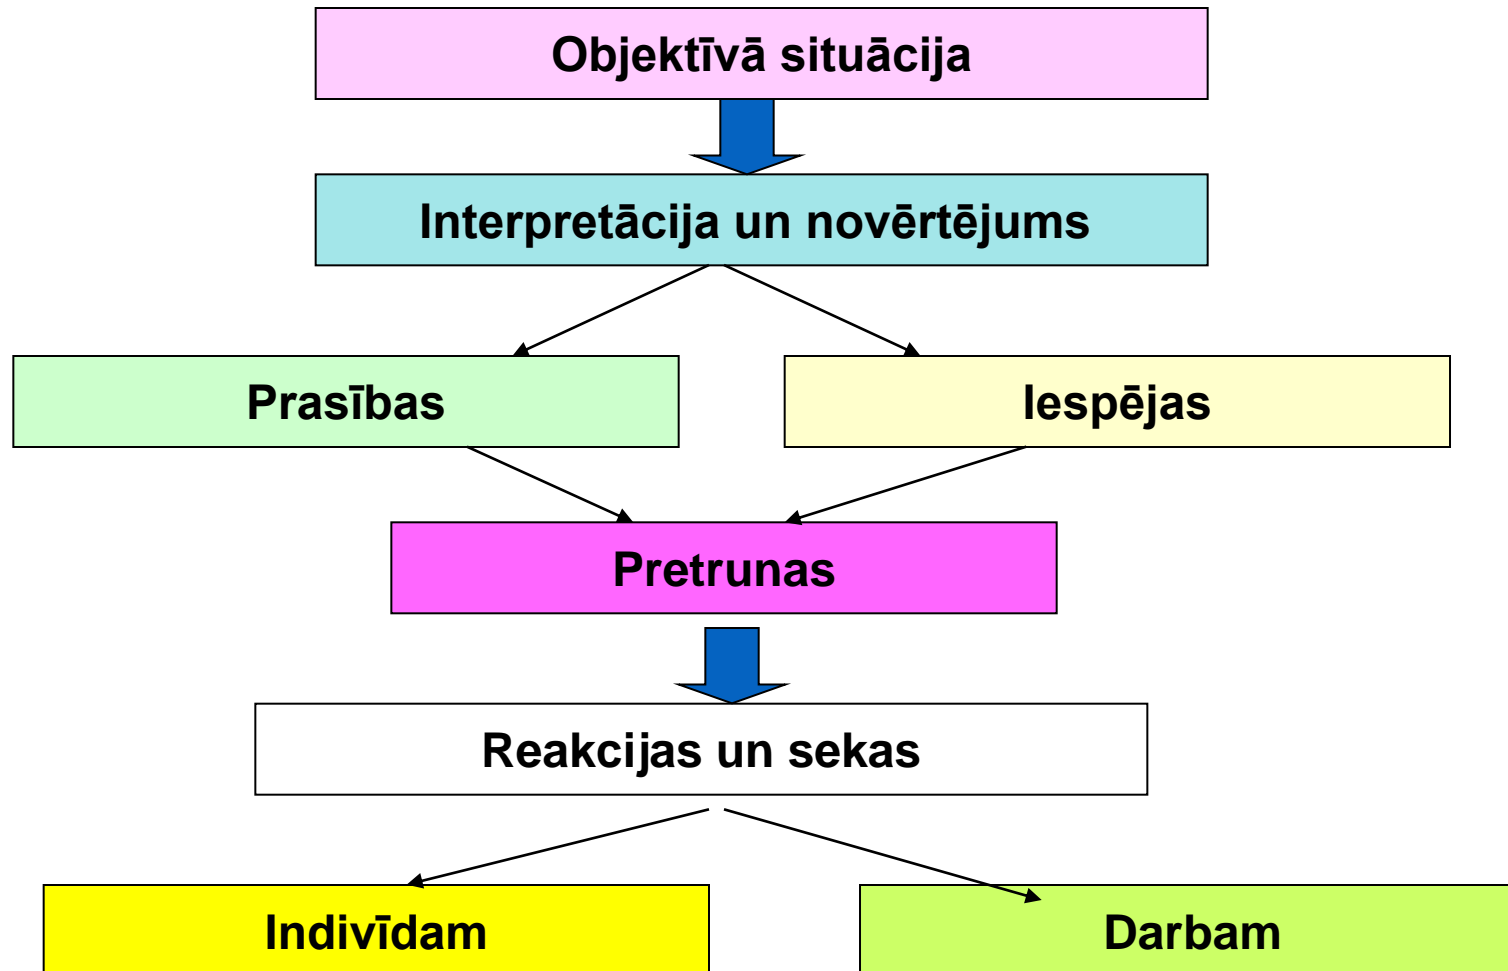 Objektīvā situācija
Interpretācija un novērtējums
Prasības
Iespējas
Pretrunas
Reakcijas un sekas
Indivīdam
Darbam